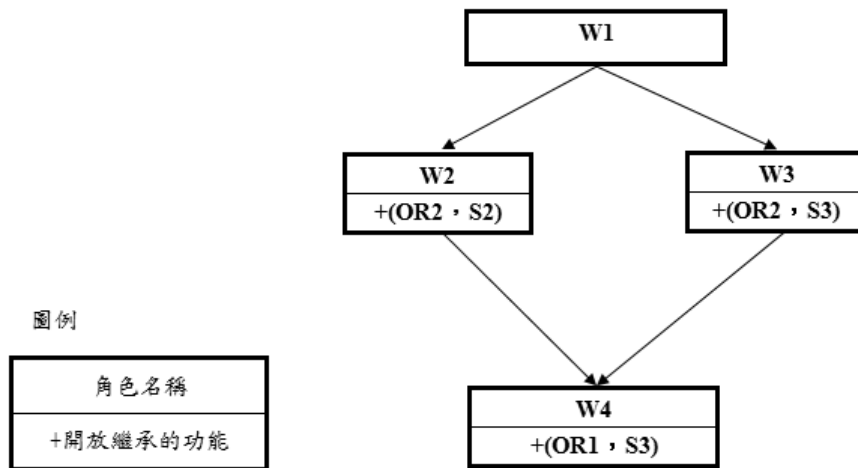 W1
W2
+(OR2，S2)
W3
+(OR2，S3)
圖例
角色名稱
+開放繼承的功能
W4
+(OR1，S3)